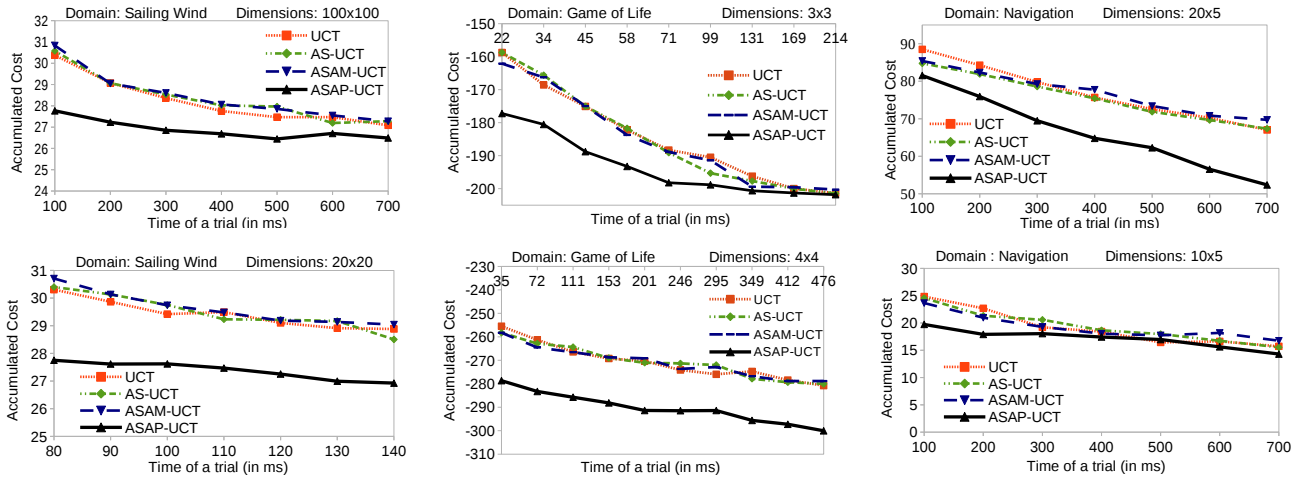 Domain: Sailing Wind Dimensions: 100x100
Accumulated Cost
32
31
30
29
28
27
26
25
24
UCT
AS-UCT
ASAM-UCT
ASAP-UCT
100 200 300 400 500 600 700
Time of a trial (in ms)
Domain: Game of Life Dimensions: 3x3
Accumulated Cost
-150
22 34 45 58 71 99 131 169 214
-160
-170
-180
-190
-200
UCT
AS-UCT
ASAM-UCT
ASAP-UCT
Time of a trial (in ms)
Domain: Navigation Dimensions: 20x5
Accumulated Cost
90
80
70
60
50
UCT
AS-UCT
ASAM-UCT
ASAP-UCT
100 200 300 400 500 600 700
Time of a trial (in ms)
Domain: Sailing Wind Dimensions: 20x20
Accumulated Cost
31
30
29
28
27
26
25
UCT
AS-UCT
ASAM-UCT
ASAP-UCT
80 90 100 110 120 130 140
Time of a trial (in ms)
Domain: Game of Life Dimensions: 4x4
Accumulated Cost
-230
35 72 111 153 201 246 295 349 412 476
-240
-250
-260
-270
-280
-290
-300
-310
UCT
AS-UCT
ASAM-UCT
ASAP-UCT
Time of a trial (in ms)
Domain : Navigation Dimensions: 10x5
Accumulated Cost
30
25
20
15
10
5
0
UCT
AS-UCT
ASAM-UCT
ASAP-UCT
100 200 300 400 500 600 700
Time of a trial (in ms)